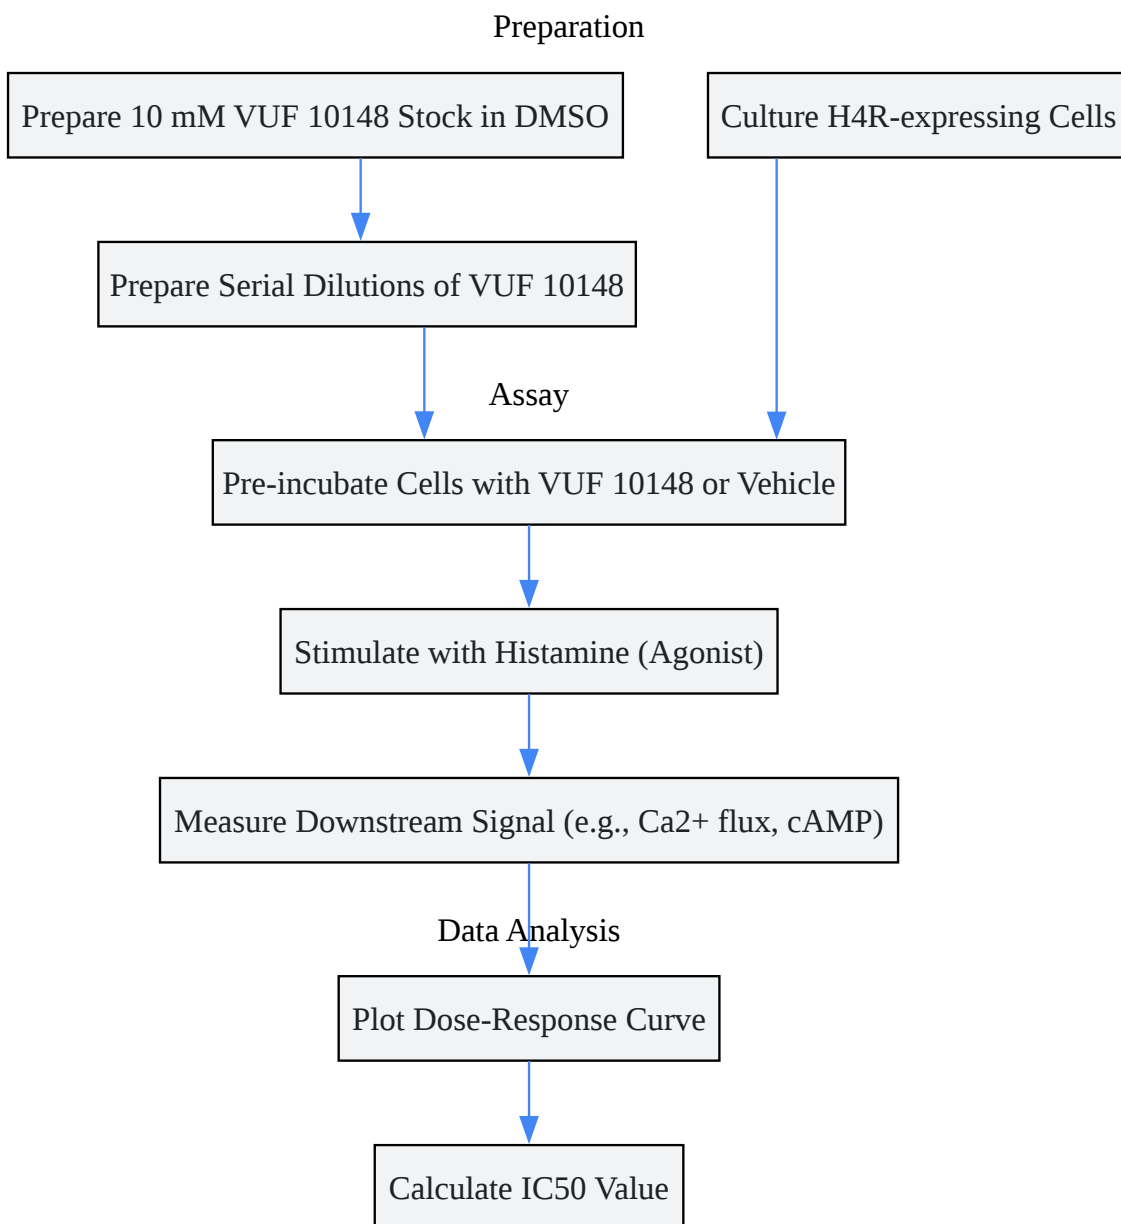 Preparation
Prepare 10 mM VUF 10148 Stock in DMSO
Culture H4R-expressing Cells
Prepare Serial Dilutions of VUF 10148
Assay
Pre-incubate Cells with VUF 10148 or Vehicle
Stimulate with Histamine (Agonist)
Measure Downstream Signal (e.g., Ca2+ flux, cAMP)
Data Analysis
Plot Dose-Response Curve
Calculate IC50 Value